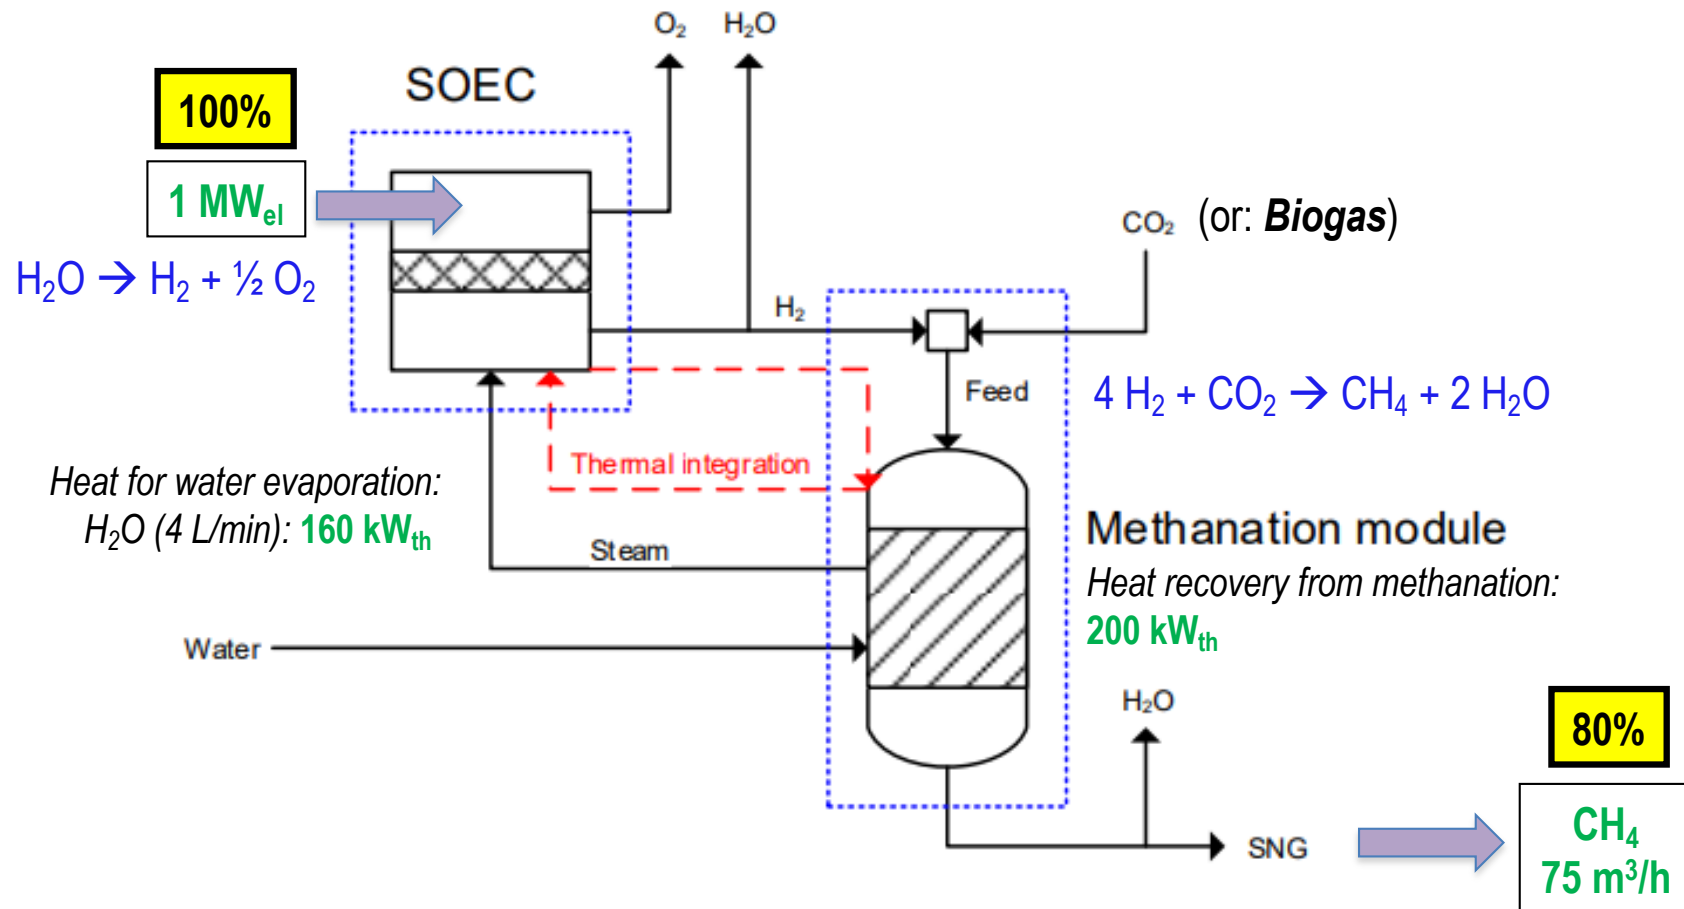 O₂ H₂O
SOEC
100%
1 MWₑₗ
H₂O → H₂ + ½ O₂
CO₂ (or: Biogas)
H₂
Feed
4 H₂ + CO₂ → CH₄ + 2 H₂O
Thermal integration
Heat for water evaporation:
H₂O (4 L/min): 160 kWₜₕ
Steam
Methanation module
Heat recovery from methanation:
200 kWₜₕ
Water
H₂O
80%
SNG
CH₄
75 m³/h